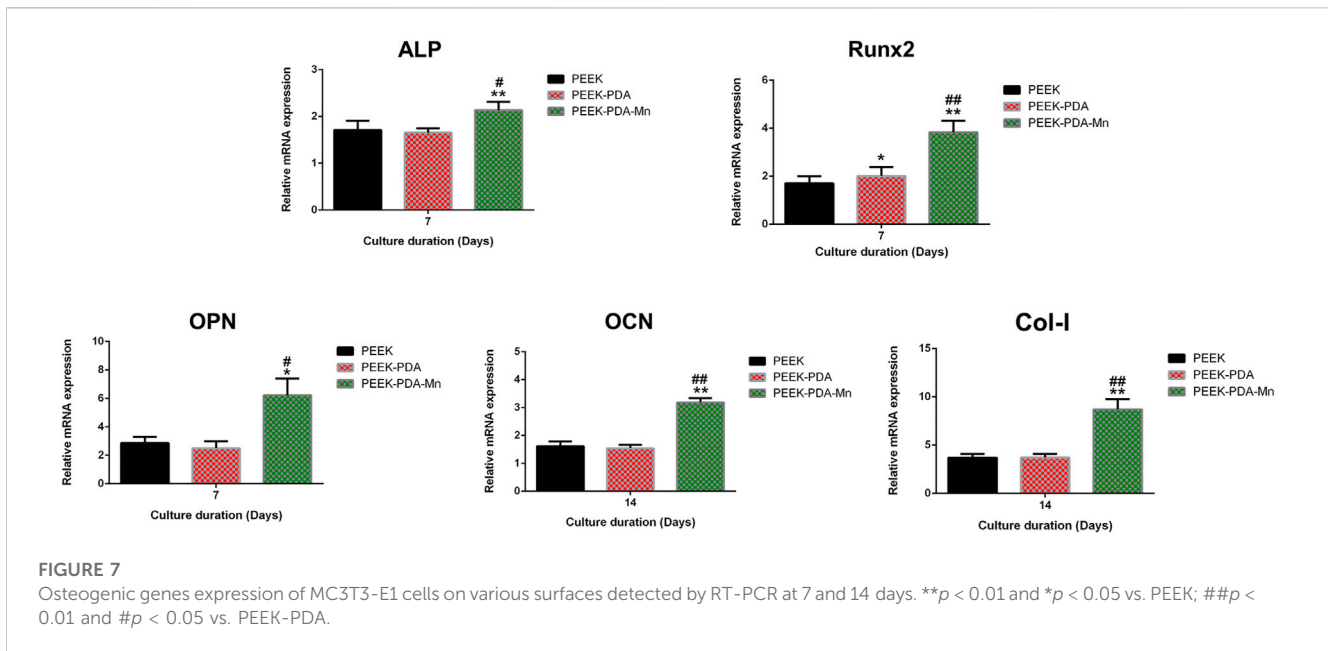 ALP
Relative mRNA expression
3
2
1
0
7
Culture duration (Days)
#
**
PEEK
PEEK-PDA
PEEK-PDA-Mn
Runx2
Relative mRNA expression
6
4
2
0
7
Culture duration (Days)
*
##
**
PEEK
PEEK-PDA
PEEK-PDA-Mn
OPN
Relative mRNA expression
10
8
6
4
2
0
7
Culture duration (Days)
#
*
PEEK
PEEK-PDA
PEEK-PDA-Mn
OCN
Relative mRNA expression
5
4
3
2
1
0
14
Culture duration (Days)
##
**
PEEK
PEEK-PDA
PEEK-PDA-Mn
Col-I
Relative mRNA expression
15
10
5
0
14
Culture duration (Days)
##
**
PEEK
PEEK-PDA
PEEK-PDA-Mn
FIGURE 7
Osteogenic genes expression of MC3T3-E1 cells on various surfaces detected by RT-PCR at 7 and 14 days. **p < 0.01 and *p < 0.05 vs. PEEK; ##p <
0.01 and #p < 0.05 vs. PEEK-PDA.